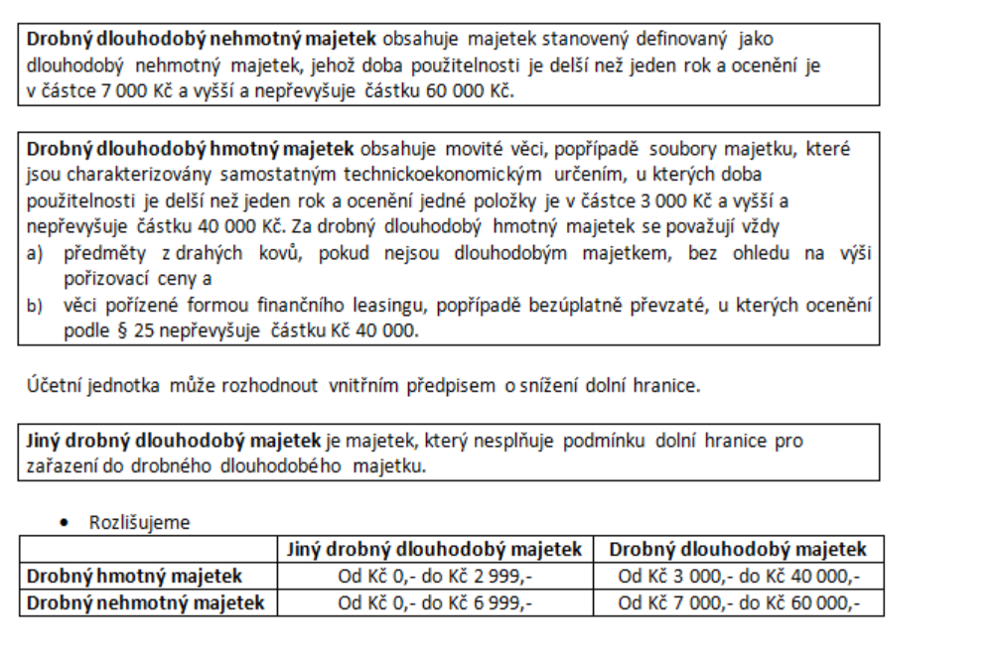 Drobný dlouhodobý nehmotný majetek obsahuje majetek stanovený definovaný jako
dlouhodobý nehmotný majetek, jehož doba použitelnosti je delší než jeden rok a ocenění je
v částce 7 000 Kč a vyšší a nepřevyšuje částku 60 000 Kč.
Drobný dlouhodobý hmotný majetek obsahuje movité věci, popřípadě soubory majetku, které
jsou charakterizovány samostatným technickoekonomickým určením, u kterých doba
použitelnosti je delší než jeden rok a ocenění jedné položky je v částce 3 000 Kč a vyšší a
nepřevyšuje částku 40 000 Kč. Za drobný dlouhodobý hmotný majetek se považují vždy
a) předměty z drahých kovů, pokud nejsou dlouhodobým majetkem, bez ohledu na výši
pořizovací ceny a
b) věci pořízené formou finančního leasingu, popřípadě bezúplatně převzaté, u kterých ocenění
podle § 25 nepřevyšuje částku Kč 40 000.
Účetní jednotka může rozhodnout vnitřním předpisem o snížení dolní hranice.
Jiný drobný dlouhodobý majetek je majetek, který nesplňuje podmínku dolní hranice pro
zařazení do drobného dlouhodobého majetku.
• Rozlišujeme
Jiný drobný dlouhodobý majetek Drobný dlouhodobý majetek
Drobný hmotný majetek Od Kč 0,- do Kč 2 999,- Od Kč 3 000,- do Kč 40 000,-
Drobný nehmotný majetek Od Kč 0,- do Kč 6 999,- Od Kč 7 000,- do Kč 60 000,-